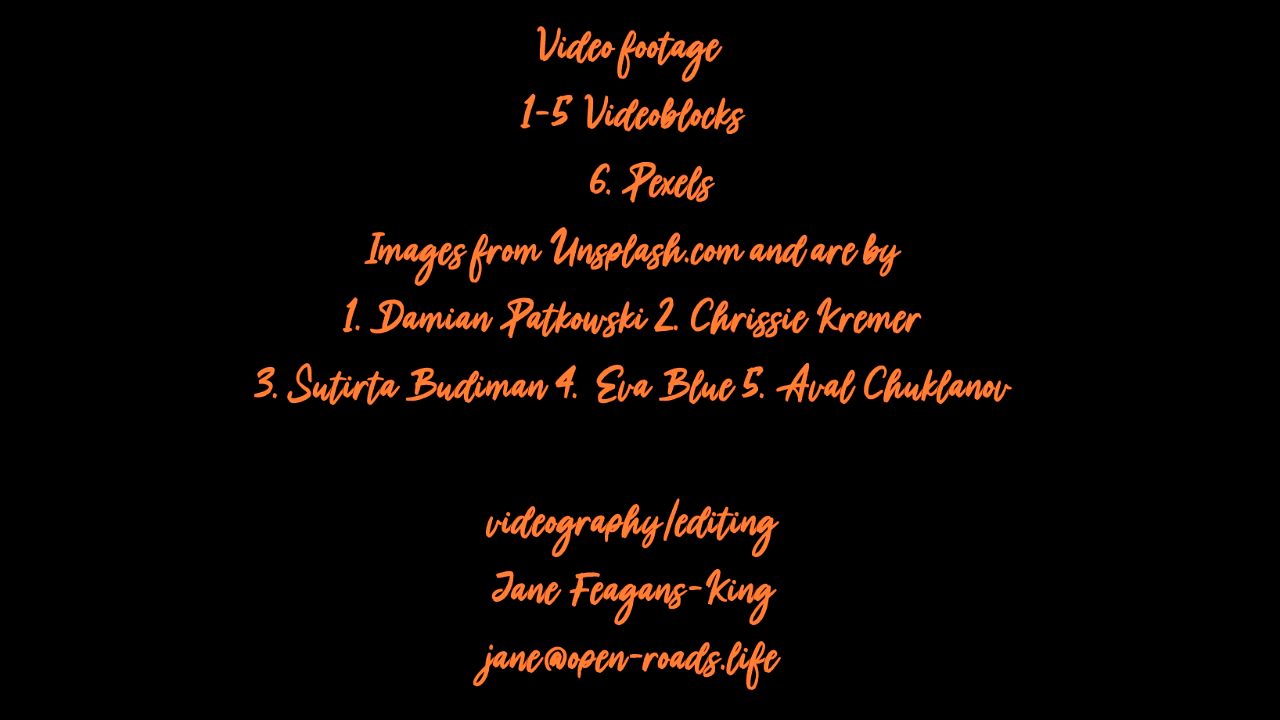 Video footage
1-5 Videoblocks
6. Pexels
Images from Unsplash.com and are by
1. Damian Patkowski 2. Chrissie Kremer
3. Sutirta Budiman 4. Eva Blue 5. Aval Chuklanov
videography/editing
Jane Feagans-King
jane@open-roads.life